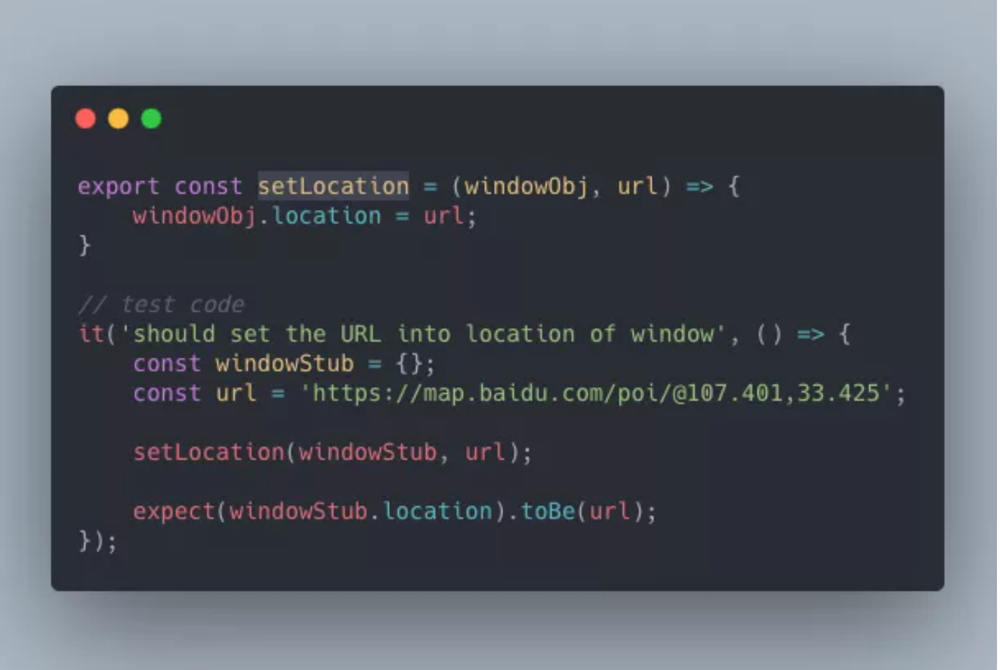 export const setLocation = (windowObj, url) => {
    windowObj.location = url;
}

// test code
it('should set the URL into location of window', () => {
    const windowStub = {};
    const url = 'https://map.baidu.com/poi/@107.401,33.425';

    setLocation(windowStub, url);

    expect(windowStub.location).toBe(url);
});